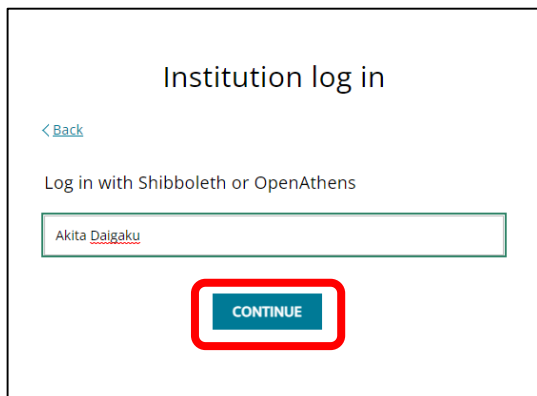 Institution log in
< Back
Log in with Shibboleth or OpenAthens
Akita Daigaku
CONTINUE